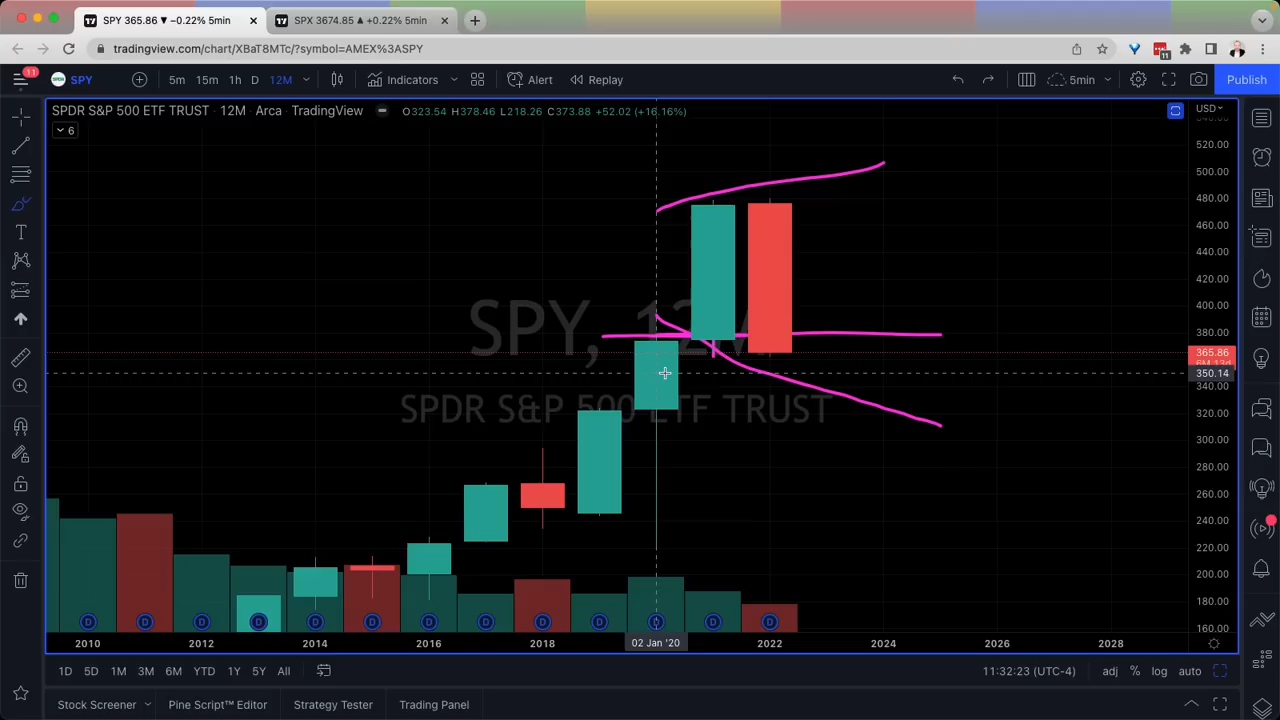 SPY 365.86 ▼ −0.22% 5min
SPX 3674.85 ▲ +0.22% 5min
tradingview.com/chart/XBaT8MTc/?symbol=AMEX%3ASPY
11
11
SPY 5m 15m 1h D 12M Indicators Alert Replay 5min Publish
SPDR S&P 500 ETF TRUST · 12M · Arca · TradingView O323.54 H378.46 L218.26 C373.88 +52.02 (+16.16%) USD
6
520.00
500.00
480.00
460.00
440.00
420.00
400.00
380.00
365.86
6M 13d
350.14
340.00
320.00
300.00
280.00
260.00
240.00
220.00
200.00
180.00
160.00
SPY, 12M
SPDR S&P 500 ETF TRUST
D D D D D D D D D D D D D
2010 2012 2014 2016 2018 02 Jan '20 2022 2024 2026 2028
1D 5D 1M 3M 6M YTD 1Y 5Y All 11:32:23 (UTC-4) adj % log auto
Stock Screener Pine Script™ Editor Strategy Tester Trading Panel